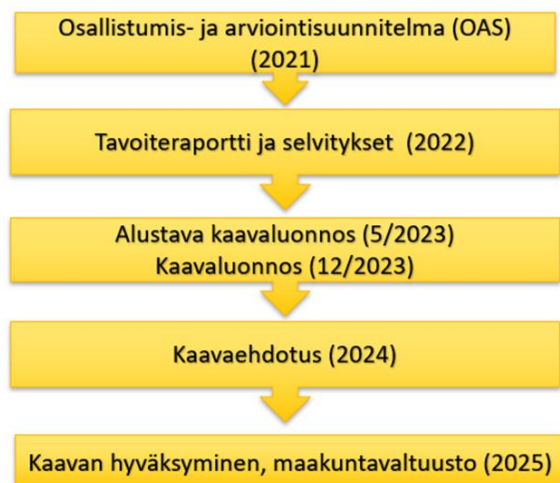 Osallistumis- ja arviointisuunnitelma (OAS)
(2021)
Tavoiteraportti ja selvitykset (2022)
Alustava kaavaluonnos (5/2023)
Kaavaluonnos (12/2023)
Kaavaehdotus (2024)
Kaavan hyväksyminen, maakuntavaltuusto (2025)